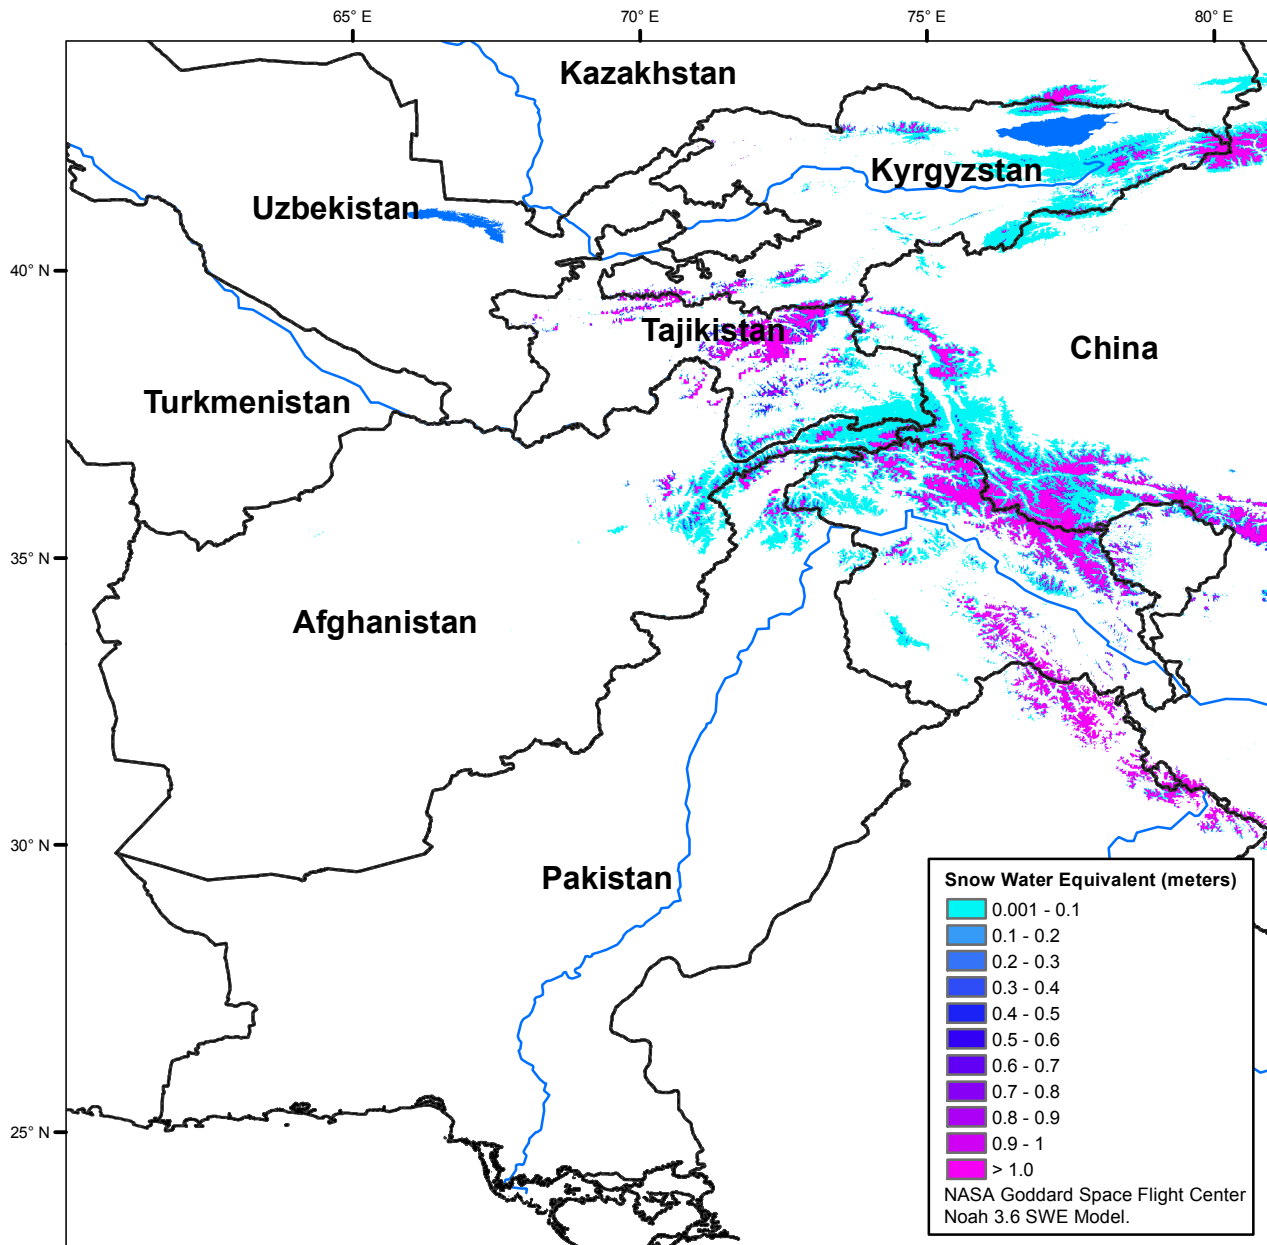 65° E
70° E
75° E
80° E
Kazakhstan
Kyrgyzstan
Uzbekistan
40° N
Tajikistan
China
Turkmenistan
35° N
Afghanistan
30° N
Pakistan
25° N
Snow Water Equivalent (meters)
0.001 - 0.1
0.1 - 0.2
0.2 - 0.3
0.3 - 0.4
0.4 - 0.5
0.5 - 0.6
0.6 - 0.7
0.7 - 0.8
0.8 - 0.9
0.9 - 1
> 1.0
NASA Goddard Space Flight Center
Noah 3.6 SWE Model.